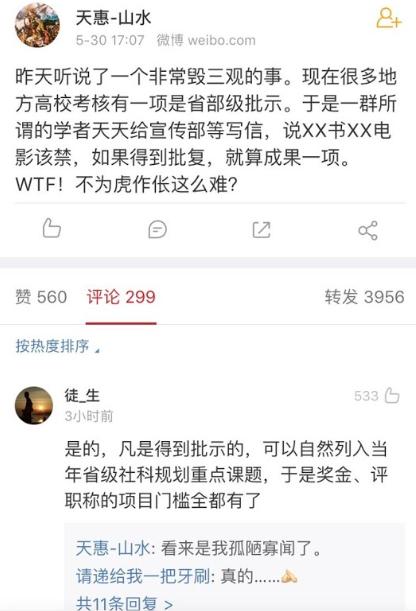 天惠-山水
5-30 17:07 微博 weibo.com
昨天听说了一个非常毁三观的事。现在很多地
方高校考核有一项是省部级批示。于是一群所
谓的学者天天给宣传部等写信，说XX书XX电
影该禁，如果得到批复，就算成果一项。
WTF！不为虎作伥这么难？
赞 560 评论 299 转发 3956
按热度排序
徒_生 533
3小时前
是的，凡是得到批示的，可以自然列入当
年省级社科规划重点课题，于是奖金、评
职称的项目门槛全都有了
天惠-山水: 看来是我孤陋寡闻了。
请递给我一把牙刷: 真的……
共11条回复 >